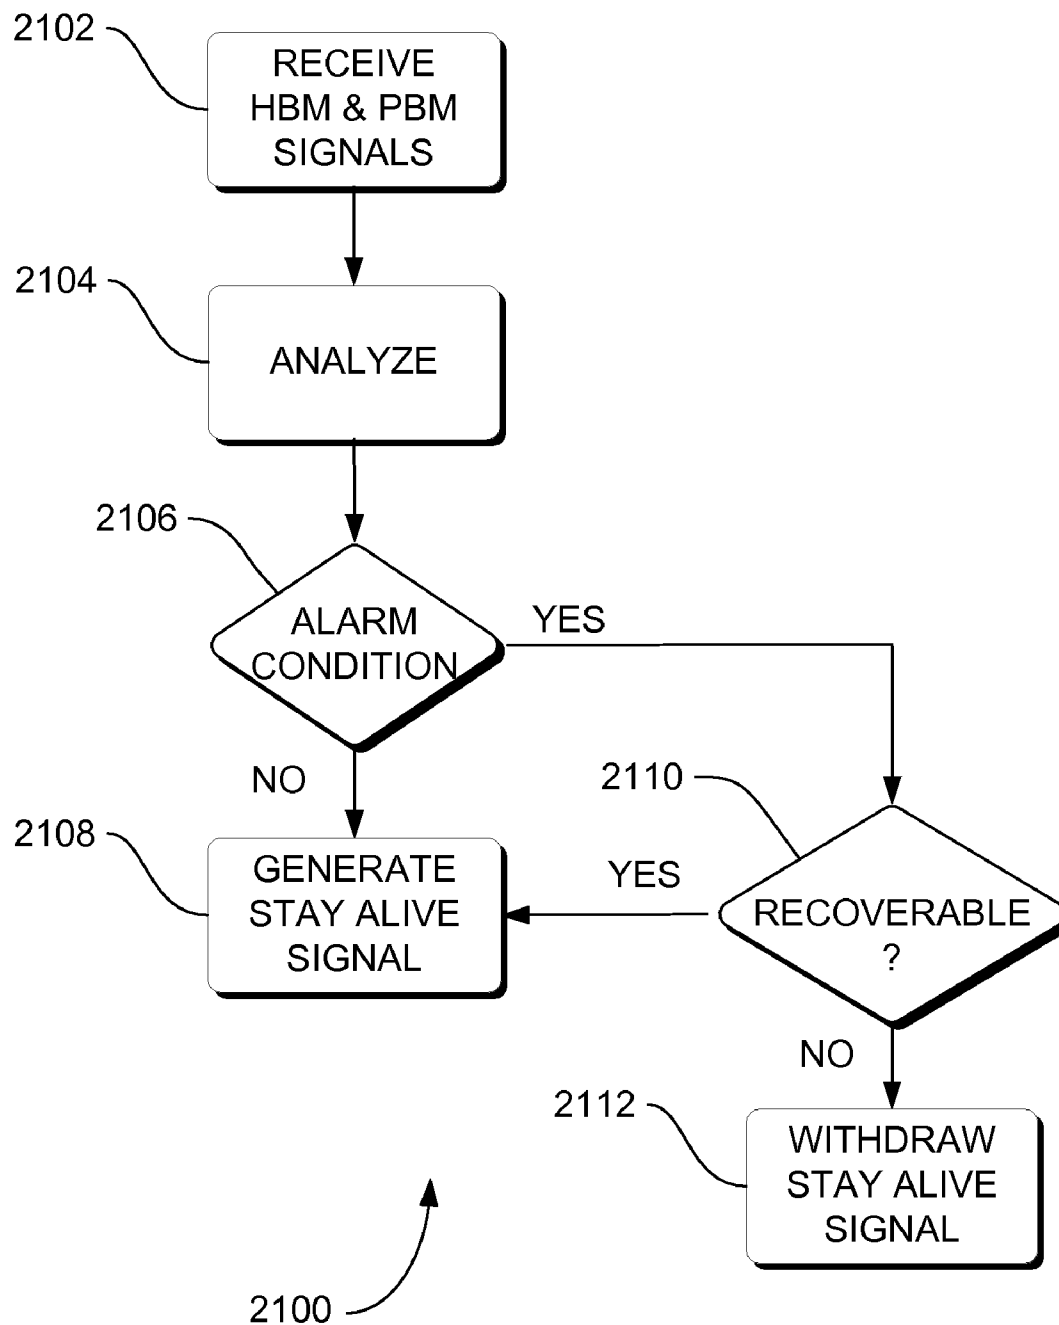 2102
RECEIVE
HBM & PBM
SIGNALS
2104
ANALYZE
2106
ALARM
CONDITION
YES
NO
2110
2108
GENERATE
STAY ALIVE
SIGNAL
YES
RECOVERABLE
?
NO
2112
WITHDRAW
STAY ALIVE
SIGNAL
2100